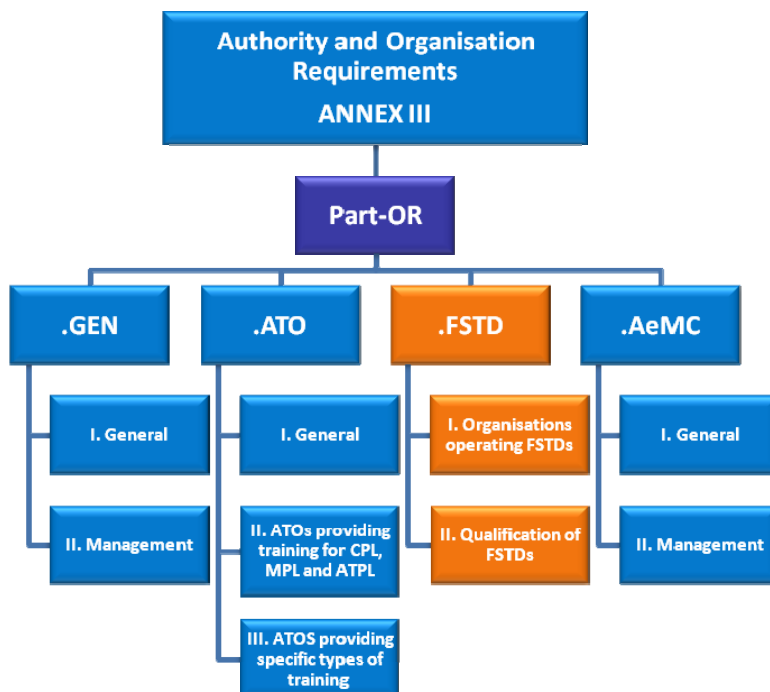 Authority and Organisation
Requirements
ANNEX III
Part-OR
.GEN
.ATO
.FSTD
.AeMC
I. General
I. General
I. Organisations
operating FSTDs
I. General
II. Management
II. ATOs providing
training for CPL,
MPL and ATPL
II. Qualification of
FSTDs
II. Management
III. ATOS providing
specific types of
training